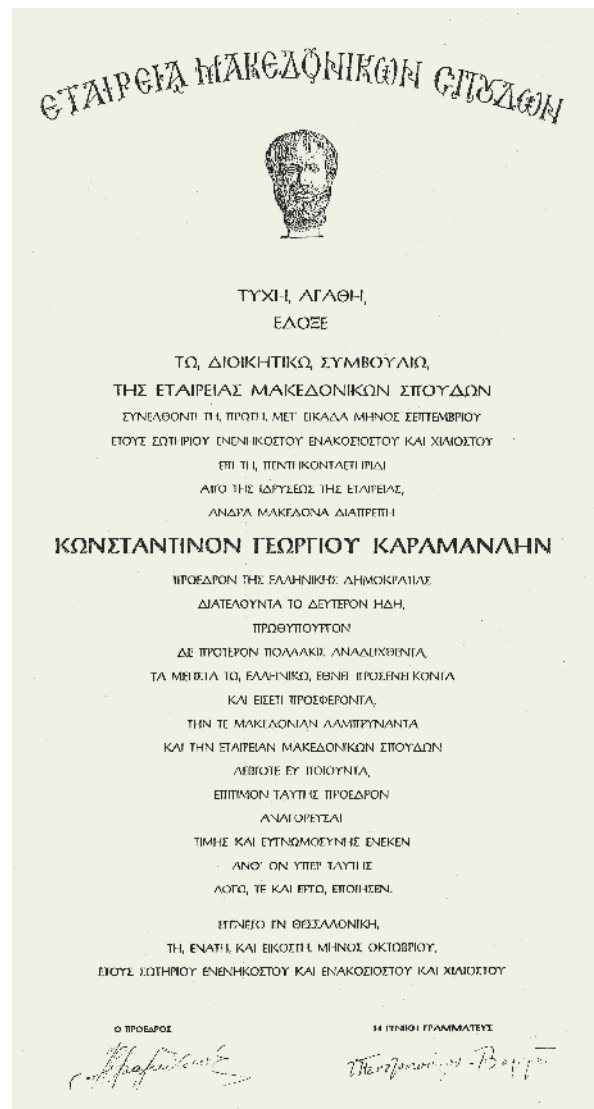 ΕΤΑΙΡΕΙΑ ΜΑΚΕΔΟΝΙΚΩΝ ΣΠΟΥΔΩΝ
ΤΥΧΗ, ΑΓΑΘΗ,
ΕΔΟΞΕ
ΤΩ, ΔΙΟΙΚΗΤΙΚΩ, ΣΥΜΒΟΥΛΙΩ,
ΤΗΣ ΕΤΑΙΡΕΙΑΣ ΜΑΚΕΔΟΝΙΚΩΝ ΣΠΟΥΔΩΝ
ΣΥΝΕΛΘΟΝΤΙ ΤΗ, ΠΡΩΤΗ, ΜΕΤ' ΕΙΚΑΔΑ ΜΗΝΟΣ ΣΕΠΤΕΜΒΡΙΟΥ
ΕΤΟΥΣ ΣΩΤΗΡΙΟΥ ΕΝΕΝΗΚΟΣΤΟΥ ΕΝΑΚΟΣΙΟΣΤΟΥ ΚΑΙ ΧΙΛΙΟΣΤΟΥ
ΕΠΙ ΤΗ, ΠΕΝΤΗΚΟΝΤΑΕΤΗΡΙΔΙ
ΑΠΟ ΤΗΣ ΙΔΡΥΣΕΩΣ ΤΗΣ ΕΤΑΙΡΕΙΑΣ,
ΑΝΔΡΑ ΜΑΚΕΔΟΝΑ ΔΙΑΠΡΕΠΗ
ΚΩΝΣΤΑΝΤΙΝΟΝ ΓΕΩΡΓΙΟΥ ΚΑΡΑΜΑΝΛΗΝ
ΠΡΟΕΔΡΟΝ ΤΗΣ ΕΛΛΗΝΙΚΗΣ ΔΗΜΟΚΡΑΤΙΑΣ
ΔΙΑΤΕΛΟΥΝΤΑ ΤΟ ΔΕΥΤΕΡΟΝ ΗΔΗ,
ΠΡΩΘΥΠΟΥΡΓΟΝ
ΔΕ ΠΡΟΤΕΡΟΝ ΠΟΛΛΑΚΙΣ ΑΝΑΔΕΙΧΘΕΝΤΑ,
ΤΑ ΜΕΓΙΣΤΑ ΤΩ, ΕΛΛΗΝΙΚΩ, ΕΘΝΕΙ ΠΡΟΣΕΝΕΓΚΟΝΤΑ
ΚΑΙ ΕΙΣΕΤΙ ΠΡΟΣΦΕΡΟΝΤΑ,
ΤΗΝ ΤΕ ΜΑΚΕΔΟΝΙΑΝ ΛΑΜΠΡΥΝΑΝΤΑ
ΚΑΙ ΤΗΝ ΕΤΑΙΡΕΙΑΝ ΜΑΚΕΔΟΝΙΚΩΝ ΣΠΟΥΔΩΝ
ΑΕΙΠΟΤΕ ΕΥ ΠΟΙΟΥΝΤΑ,
ΕΠΙΤΙΜΟΝ ΤΑΥΤΗΣ ΠΡΟΕΔΡΟΝ
ΑΝΑΓΟΡΕΥΣΑΙ
ΤΙΜΗΣ ΚΑΙ ΕΥΓΝΩΜΟΣΥΝΗΣ ΕΝΕΚΕΝ
ΑΝΘ' ΩΝ ΥΠΕΡ ΤΑΥΤΗΣ
ΛΟΓΩ, ΤΕ ΚΑΙ ΕΡΓΩ, ΕΠΟΙΗΣΕΝ.
ΕΓΕΝΕΤΟ ΕΝ ΘΕΣΣΑΛΟΝΙΚΗ,
ΤΗ, ΕΝΑΤΗ, ΚΑΙ ΕΙΚΟΣΤΗ, ΜΗΝΟΣ ΟΚΤΩΒΡΙΟΥ,
ΕΤΟΥΣ ΣΩΤΗΡΙΟΥ ΕΝΕΝΗΚΟΣΤΟΥ ΚΑΙ ΕΝΑΚΟΣΙΟΣΤΟΥ ΚΑΙ ΧΙΛΙΟΣΤΟΥ
Ο ΠΡΟΕΔΡΟΣ
Η ΓΕΝΙΚΗ ΓΡΑΜΜΑΤΕΥΣ